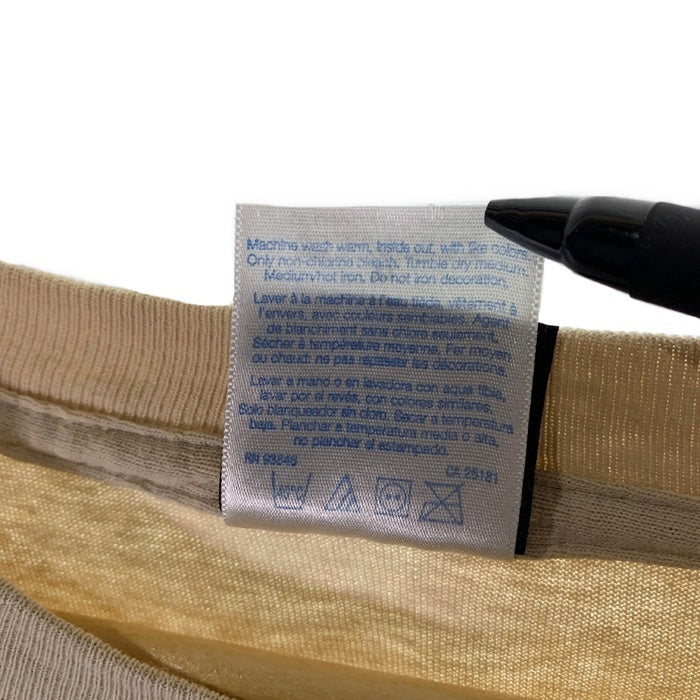 Machine wash warm, inside out, with like colors.
Only non-chlorine bleach. Tumble dry medium.
Medium/hot iron. Do not iron decoration.
Laver à la machine à l'eau tiède, vêtement à
l'envers, avec couleurs semblables. Agent
de blanchiment sans chlore seulement.
Sécher à température moyenne. Fer moyen
ou chaud: ne pas repasser les décorations.
Lavar a mano o en lavadora con agua tibia,
lavar por el revés, con colores similares.
Solo blanqueador sin cloro. Secar a temperatura
baja. Planchar a temperatura media o alta,
no planchar el estampado.
RN CA 26181